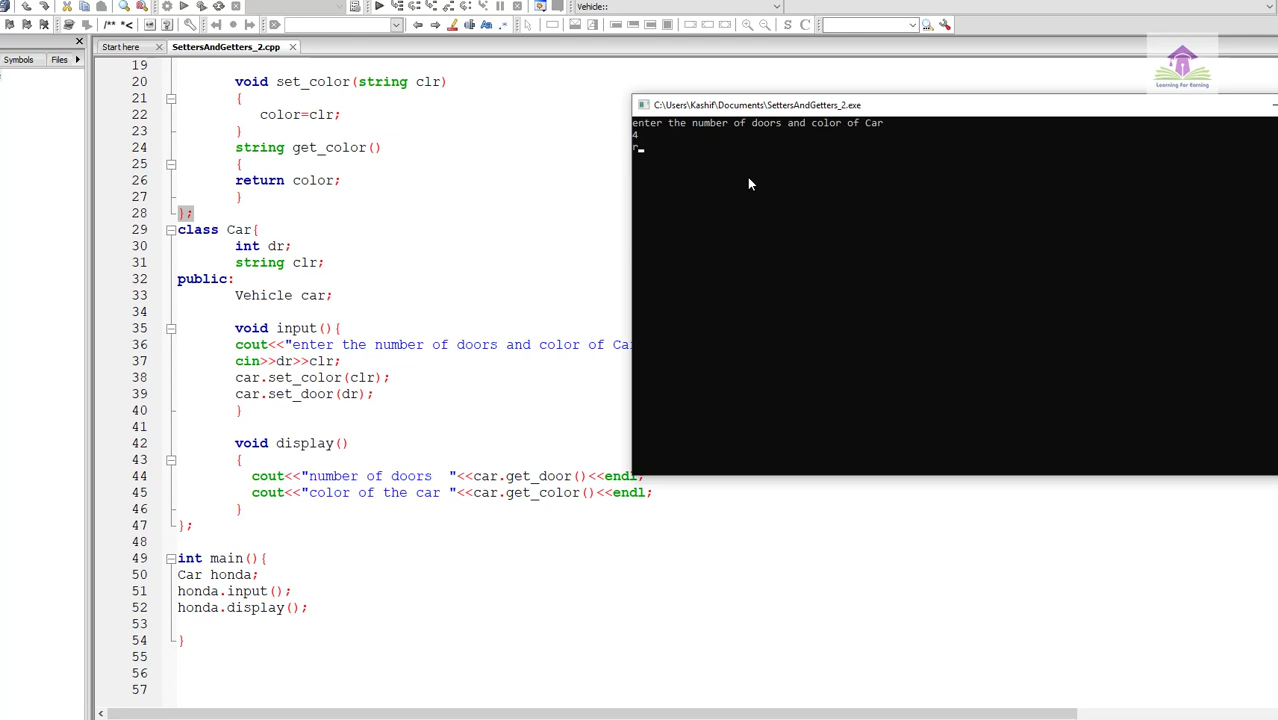 Vehicle::
Symbols
Files
Start here
SettersAndGetters_2.cpp
Learning For Earning
19
20 void set_color(string clr)
21 {
22 color=clr;
23 }
24 string get_color()
25 {
26 return color;
27 }
28 };
29 class Car{
30 int dr;
31 string clr;
32 public:
33 Vehicle car;
34
35 void input(){
36 cout<<"enter the number of doors and color of Car
37 cin>>dr>>clr;
38 car.set_color(clr);
39 car.set_door(dr);
40 }
41
42 void display()
43 {
44 cout<<"number of doors  "<<car.get_door()<<endl;
45 cout<<"color of the car "<<car.get_color()<<endl;
46 }
47 };
48
49 int main(){
50 Car honda;
51 honda.input();
52 honda.display();
53
54 }
55
56
57
C:\Users\Kashif\Documents\SettersAndGetters_2.exe
enter the number of doors and color of Car
4
r